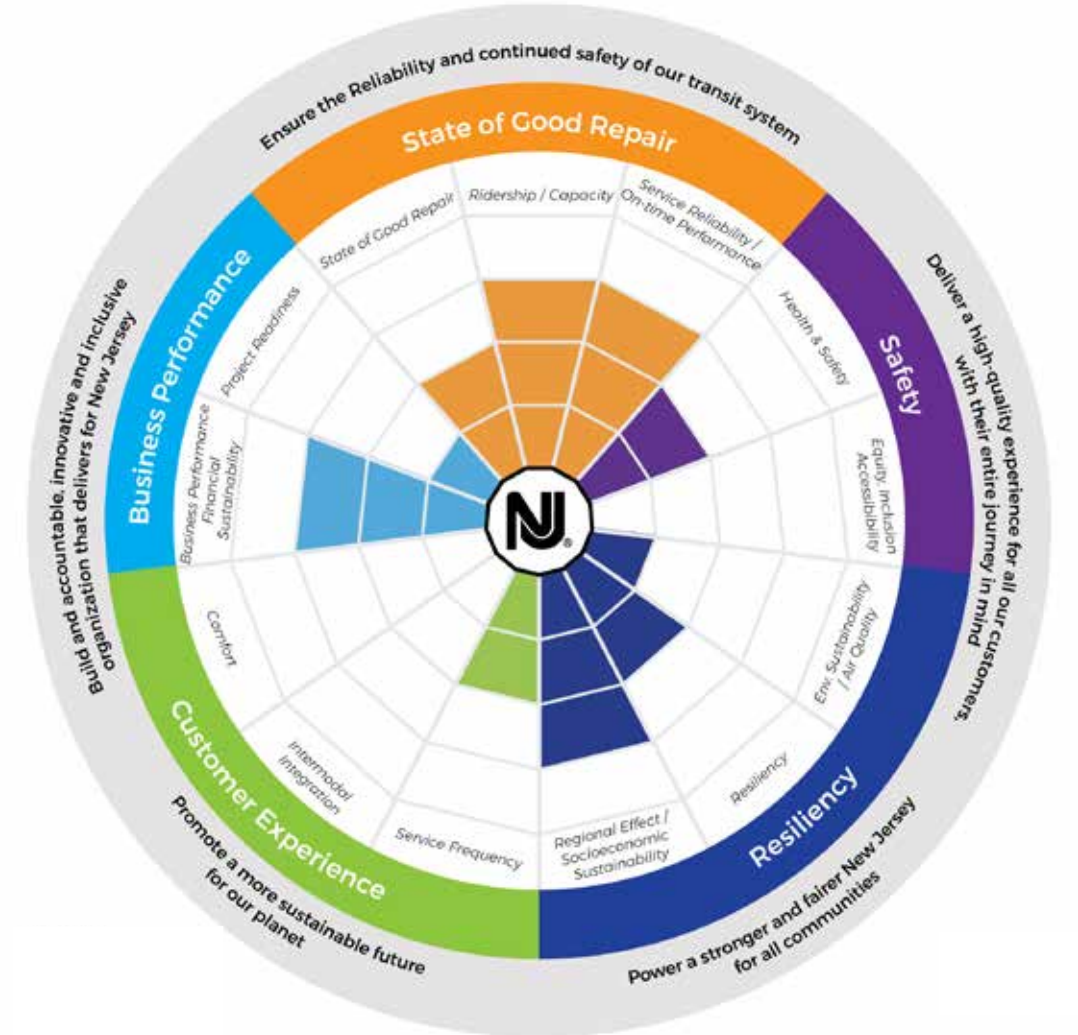 Ensure the Reliability and continued safety of our transit system
State of Good Repair
State of Good Repair
Ridership / Capacity
Service Reliability /
On-time Performance
Safety
Health & Safety
Equity, Inclusion
Accessibibility
Deliver a high-quality experience for all our customers,
with their entire journey in mind
Resiliency
Env. Sustainability
/ Air Quality
Resiliency
Regional Effect /
Socioeconomic
Sustainability
Power a stronger and fairer New Jersey
for all communities
Customer Experience
Service Frequency
Intermodal
Integration
Comfort
Promote a more sustainable future
for our planet
Business Performance
Business Performance
Financial
Sustainability
Project Readiness
Build and accountable, innovative and inclusive
organization that delivers for New Jersey
NJ®